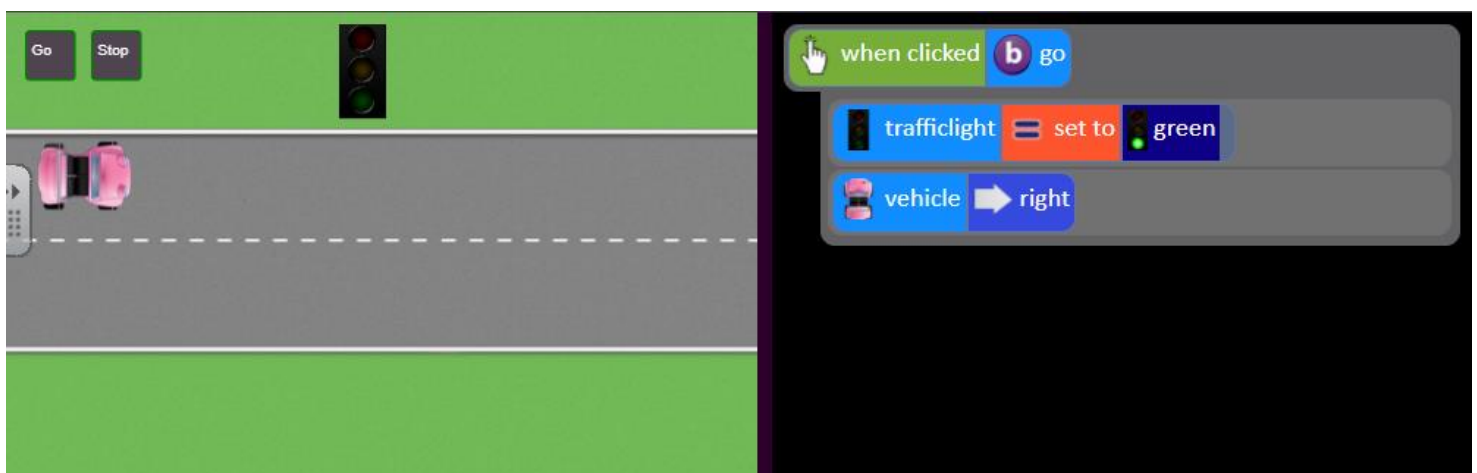 Go Stop
when clicked b go
trafficlight = set to green
vehicle right